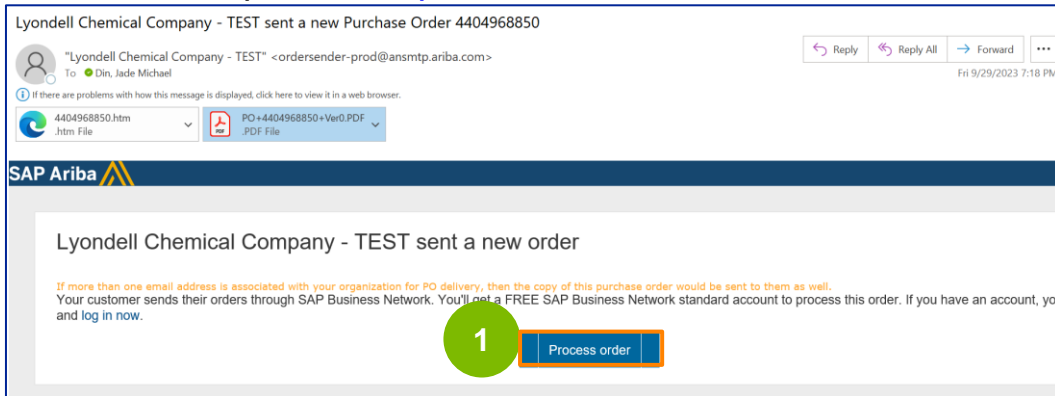 Lyondell Chemical Company - TEST sent a new Purchase Order 4404968850
"Lyondell Chemical Company - TEST" <ordersender-prod@ansmtp.ariba.com>
To Din, Jade Michael
Reply
Reply All
Forward
Fri 9/29/2023 7:18 PM
If there are problems with how this message is displayed, click here to view it in a web browser.
4404968850.htm
.htm File
PO+4404968850+Ver0.PDF
.PDF File
SAP Ariba
Lyondell Chemical Company - TEST sent a new order
If more than one email address is associated with your organization for PO delivery, then the copy of this purchase order would be sent to them as well.
Your customer sends their orders through SAP Business Network. You'll get a FREE SAP Business Network standard account to process this order. If you have an account, yo
and log in now.
1
Process order